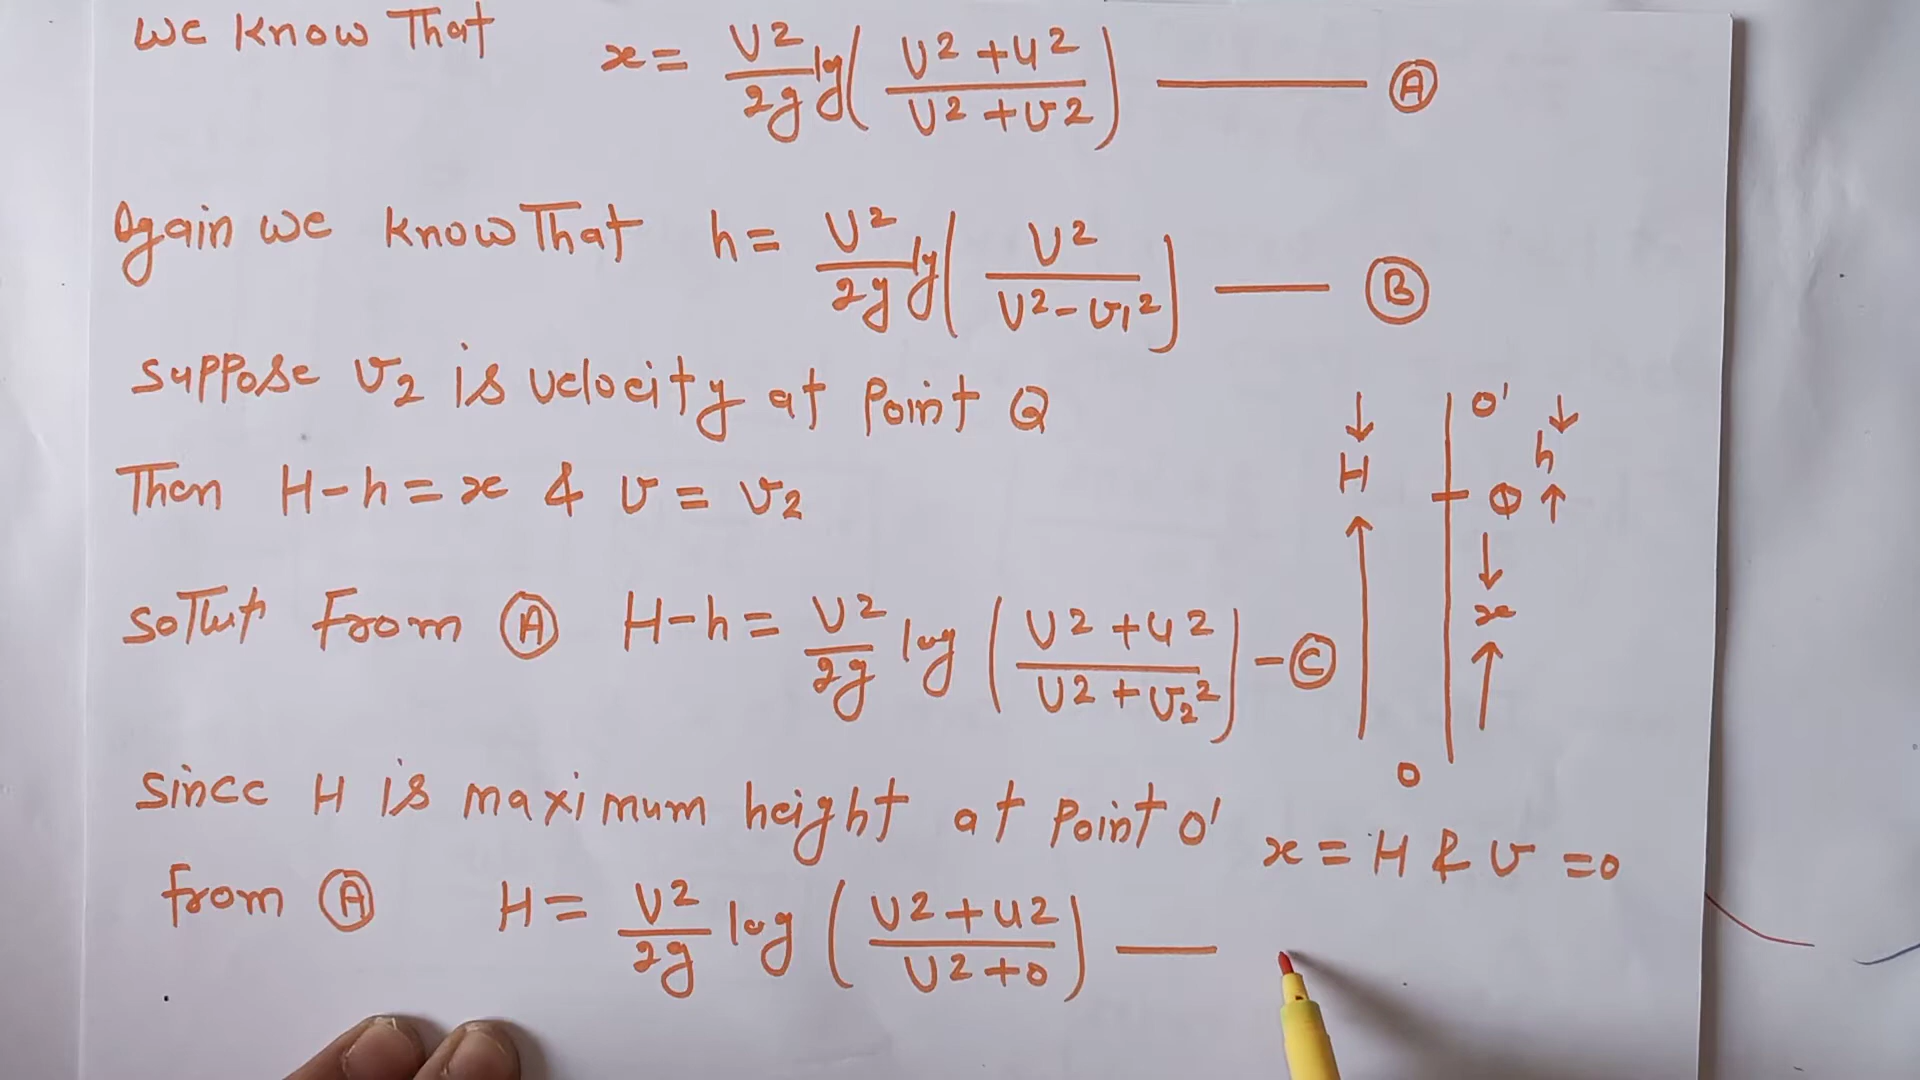 We know That x = V²/2g log( (V²+u²)/(V²+v²) ) — (A)
Again we know That h = V²/2g log( V²/(V²-v₁²) ) — (B)
Suppose v₂ is velocity at Point Q
Then H-h = x & v = v₂
So That From (A) H-h = V²/2g log( (V²+u²)/(V²+v₂²) ) - (C)
Since H is maximum height at Point O' x = H & v = 0
From (A) H = V²/2g log( (V²+u²)/(V²+0) ) —
O'
h
H
Q
x
O